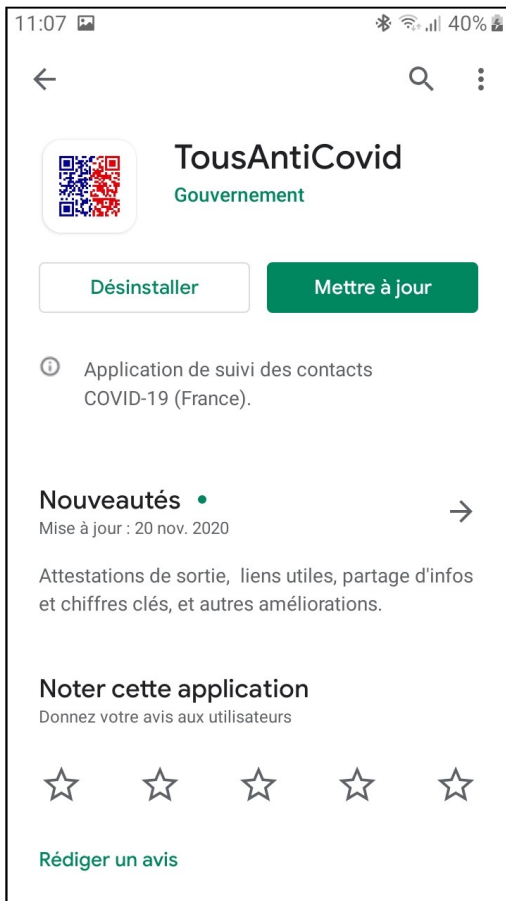 11:07 40%
TousAntiCovid
Gouvernement
Désinstaller Mettre à jour
Application de suivi des contacts
COVID-19 (France).
Nouveautés
Mise à jour : 20 nov. 2020
Attestations de sortie, liens utiles, partage d'infos
et chiffres clés, et autres améliorations.
Noter cette application
Donnez votre avis aux utilisateurs
Rédiger un avis